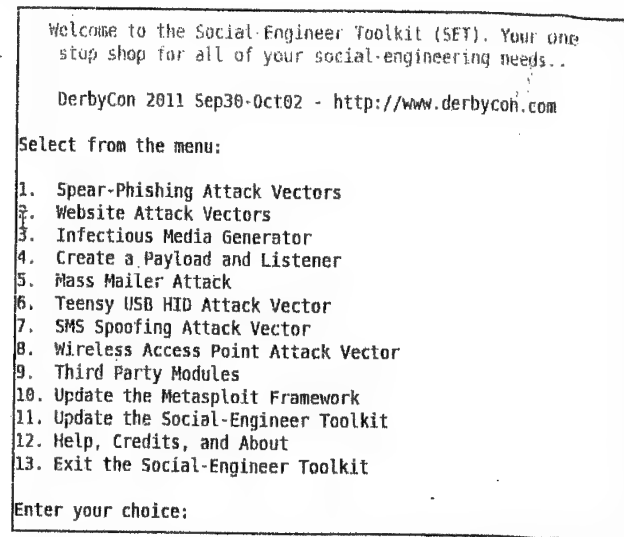 Welcome to the Social-Engineer Toolkit (SET). Your one
stop shop for all of your social-engineering needs..
DerbyCon 2011 Sep30-Oct02 - http://www.derbycon.com
Select from the menu:
1. Spear-Phishing Attack Vectors
2. Website Attack Vectors
3. Infectious Media Generator
4. Create a Payload and Listener
5. Mass Mailer Attack
6. Teensy USB HID Attack Vector
7. SMS Spoofing Attack Vector
8. Wireless Access Point Attack Vector
9. Third Party Modules
10. Update the Metasploit Framework
11. Update the Social-Engineer Toolkit
12. Help, Credits, and About
13. Exit the Social-Engineer Toolkit
Enter your choice: